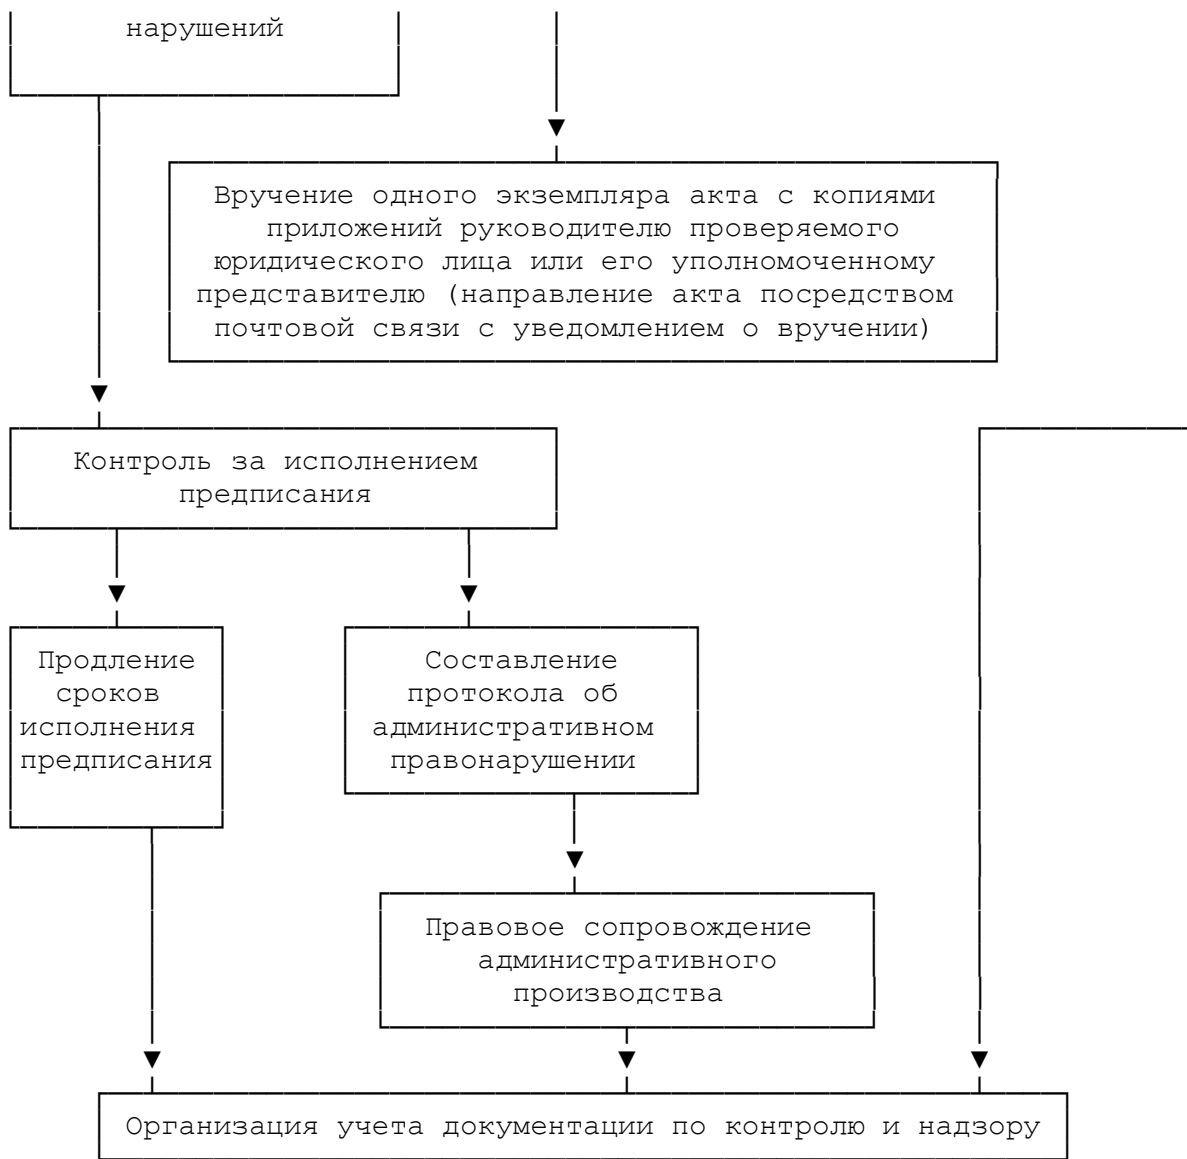 нарушений
Вручение одного экземпляра акта с копиями
приложений руководителю проверяемого
юридического лица или его уполномоченному
представителю (направление акта посредством
почтовой связи с уведомлением о вручении)
Контроль за исполнением
предписания
Продление
сроков
исполнения
предписания
Составление
протокола об
административном
правонарушении
Правовое сопровождение
административного
производства
Организация учета документации по контролю и надзору